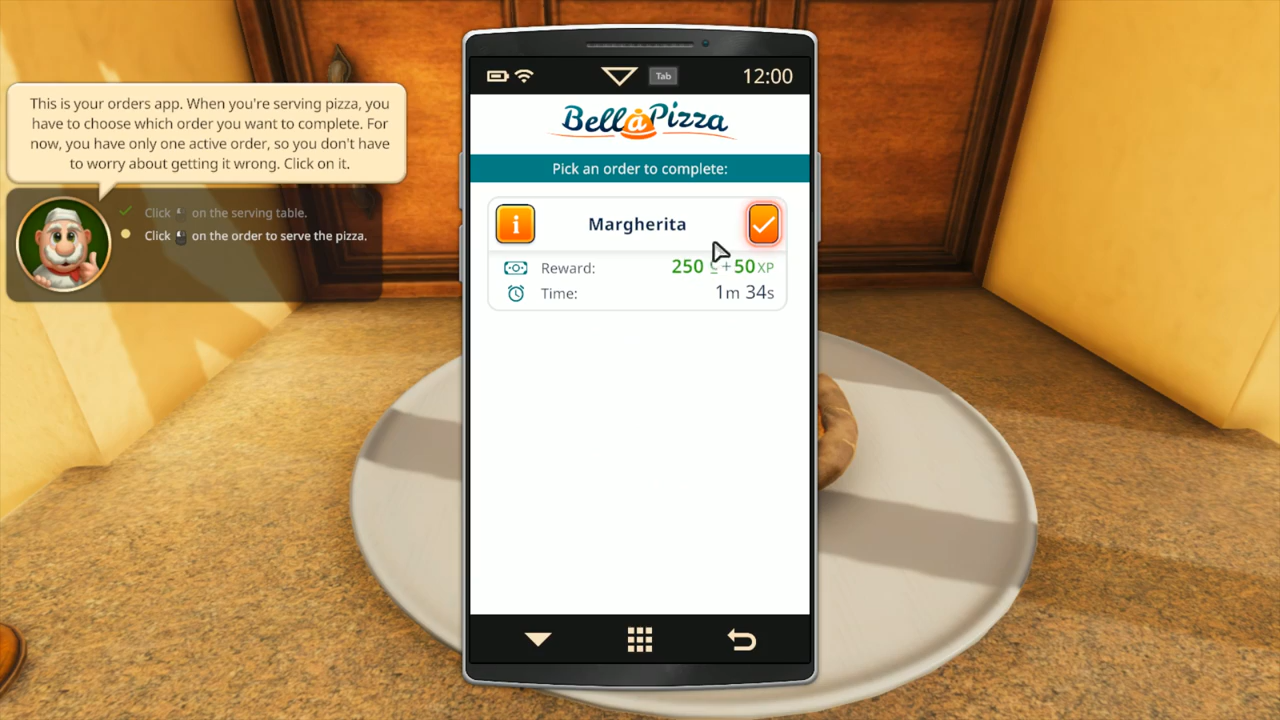 This is your orders app. When you're serving pizza, you
have to choose which order you want to complete. For
now, you have only one active order, so you don't have
to worry about getting it wrong. Click on it.
Click on the serving table.
Click on the order to serve the pizza.
Tab
12:00
Bella Pizza
Pick an order to complete:
i
Margherita
Reward:
250 + 50 XP
Time:
1m 34s